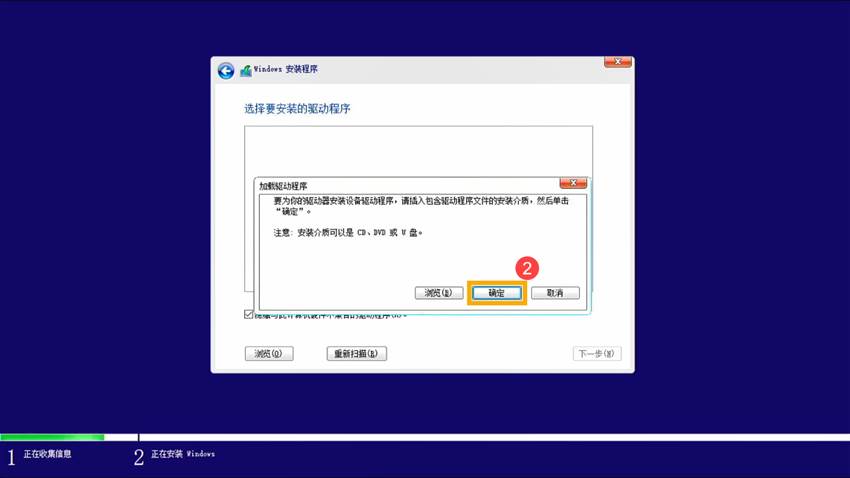 Windows 安装程序
选择要安装的驱动程序
加载驱动程序
要为你的驱动器安装设备驱动程序，请插入包含驱动程序文件的安装介质，然后单击
“确定”。
注意: 安装介质可以是 CD、DVD 或 U 盘。
2
浏览(B)
确定
取消
浏览(O)
重新扫描(R)
下一步(N)
1 正在收集信息
2 正在安装 Windows